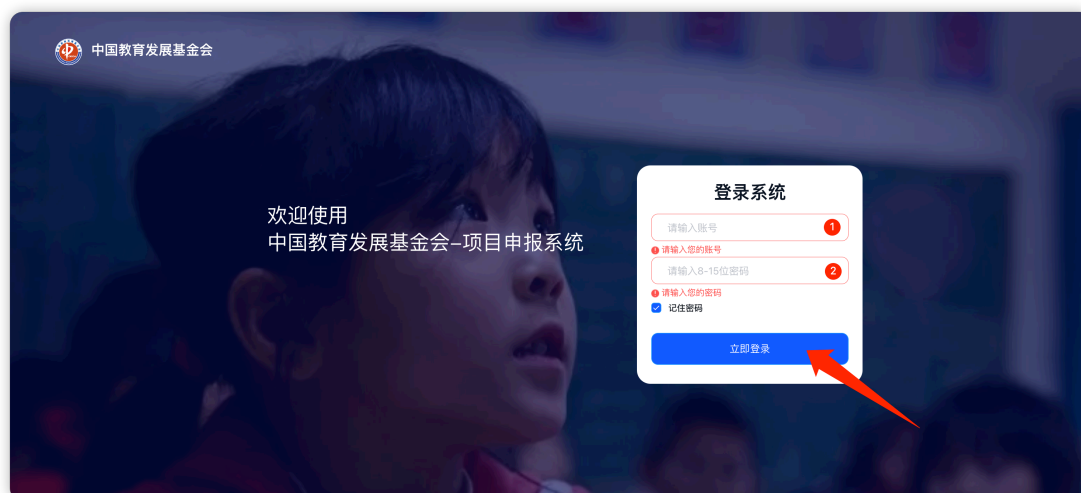 中国教育发展基金会
欢迎使用
中国教育发展基金会-项目申报系统
登录系统
请输入账号
1
请输入您的账号
请输入8-15位密码
2
请输入您的密码
记住密码
立即登录